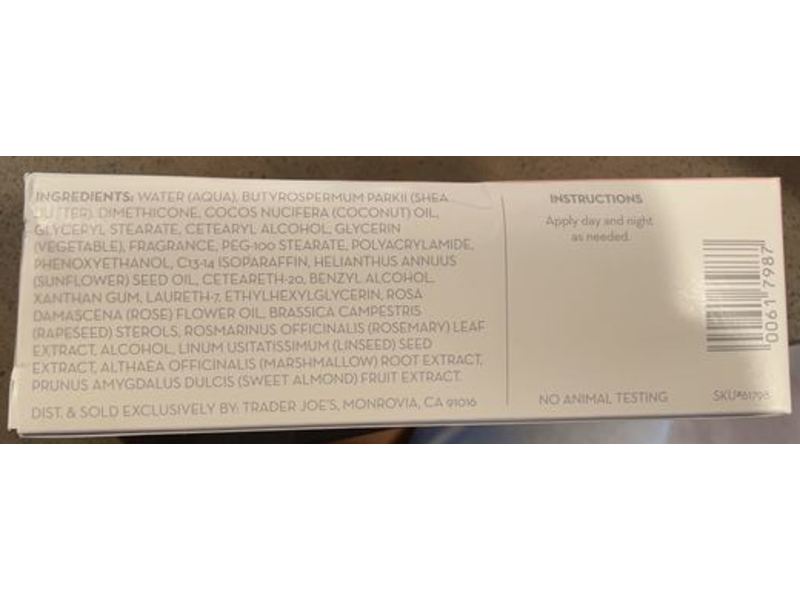 INGREDIENTS: WATER (AQUA), BUTYROSPERMUM PARKII (SHEA
BUTTER), DIMETHICONE, COCOS NUCIFERA (COCONUT) OIL,
GLYCERYL STEARATE, CETEARYL ALCOHOL, GLYCERIN
(VEGETABLE), FRAGRANCE, PEG-100 STEARATE, POLYACRYLAMIDE,
PHENOXYETHANOL, C13-14 ISOPARAFFIN, HELIANTHUS ANNUUS
(SUNFLOWER) SEED OIL, CETEARETH-20, BENZYL ALCOHOL,
XANTHAN GUM, LAURETH-7, ETHYLHEXYLGLYCERIN, ROSA
DAMASCENA (ROSE) FLOWER OIL, BRASSICA CAMPESTRIS
(RAPESEED) STEROLS, ROSMARINUS OFFICINALIS (ROSEMARY) LEAF
EXTRACT, ALCOHOL, LINUM USITATISSIMUM (LINSEED) SEED
EXTRACT, ALTHAEA OFFICINALIS (MARSHMALLOW) ROOT EXTRACT,
PRUNUS AMYGDALUS DULCIS (SWEET ALMOND) FRUIT EXTRACT.
DIST. & SOLD EXCLUSIVELY BY: TRADER JOE'S, MONROVIA, CA 91016
INSTRUCTIONS
Apply day and night
as needed.
NO ANIMAL TESTING
SKU#61798
0061 7987